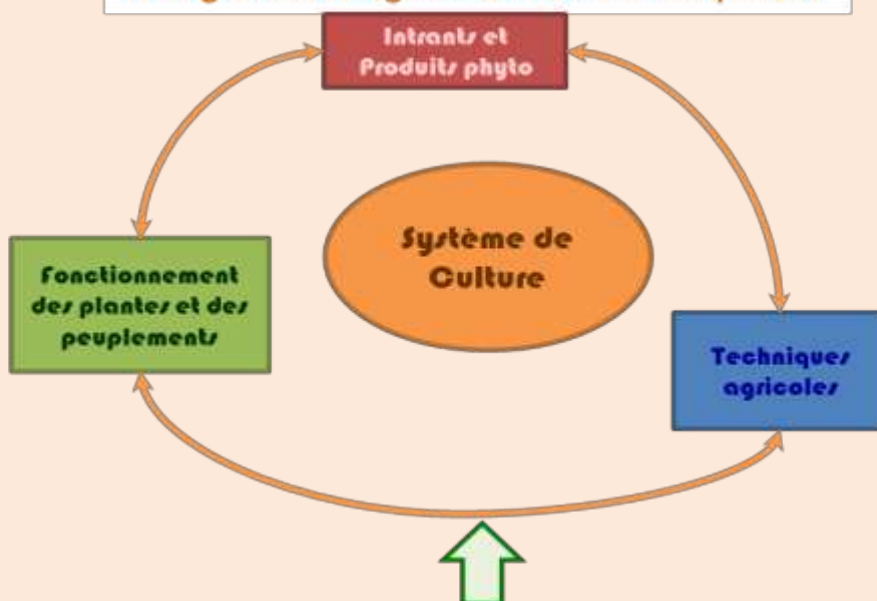 Intrants et
Produits phyto
Système de
Culture
Fonctionnement
des plantes et des
peuplements
Techniques
agricoles